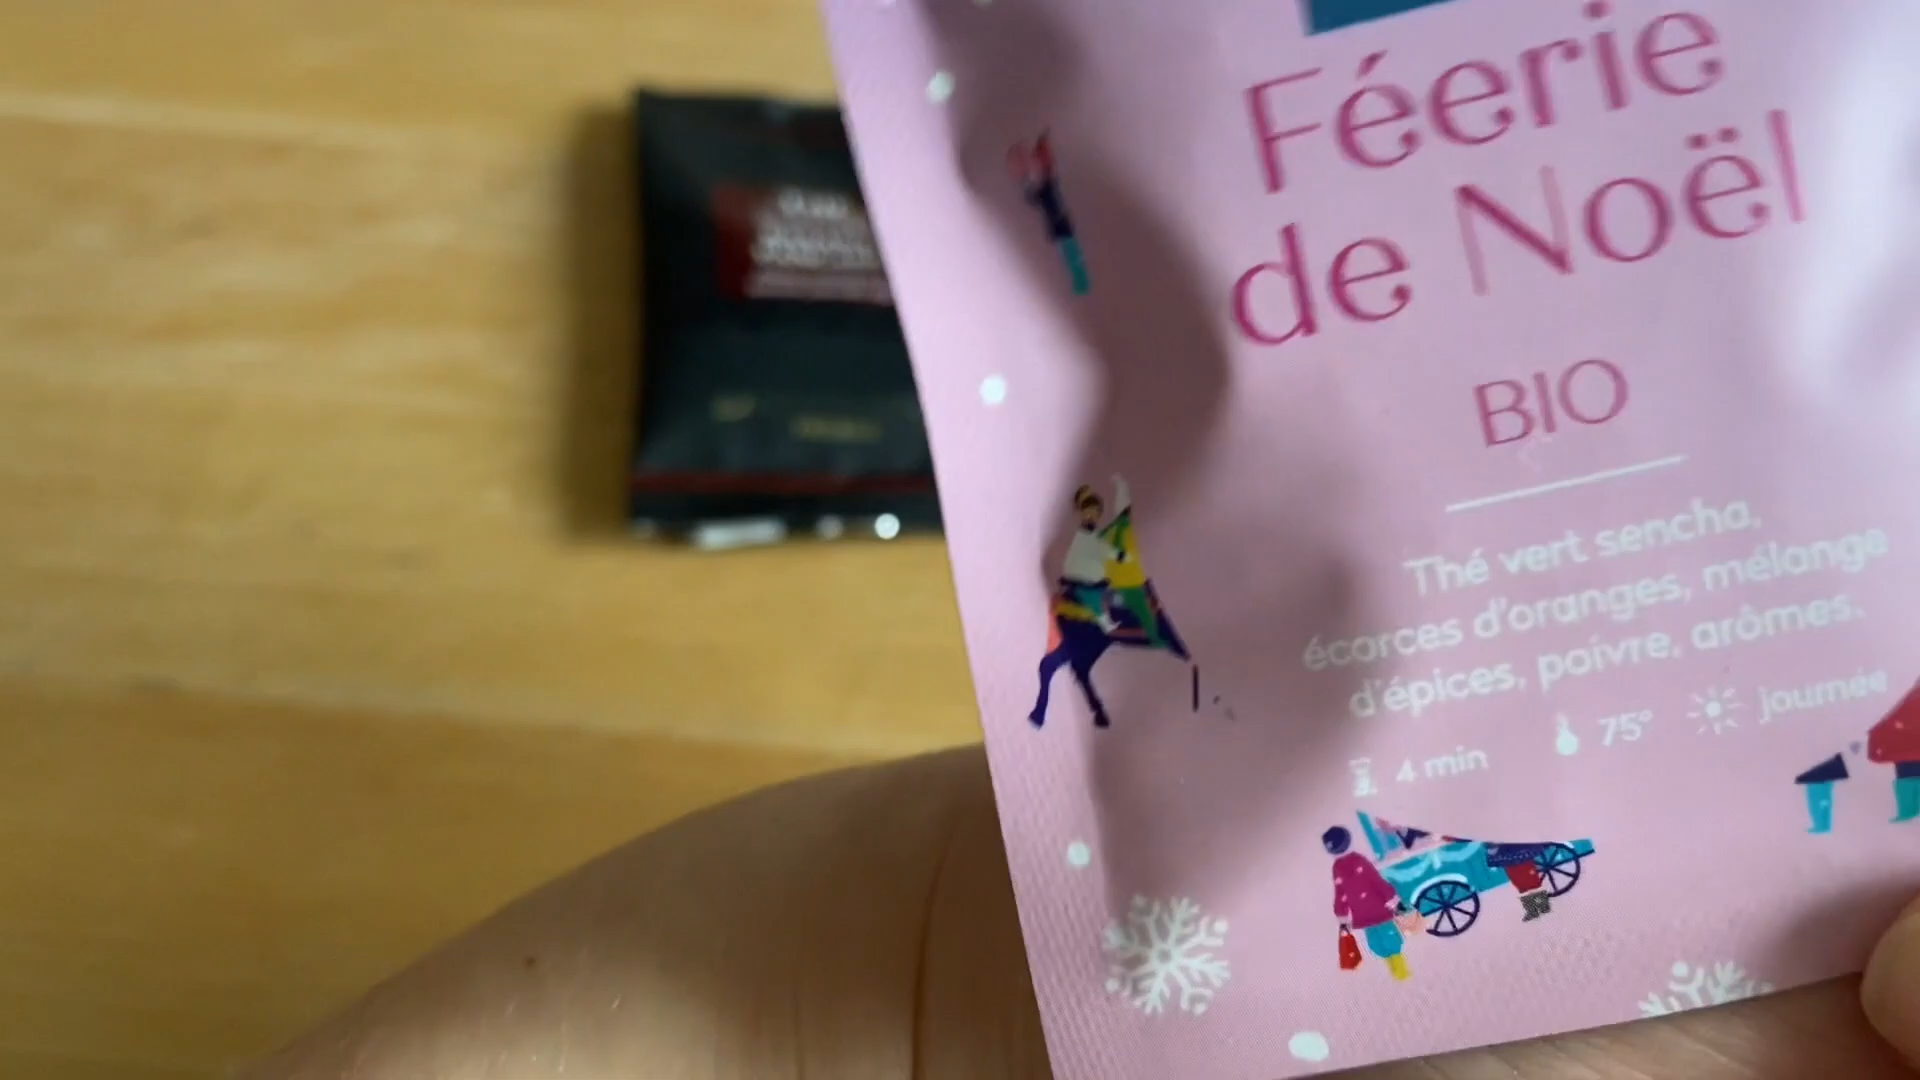 Féerie
de Noël
BIO
Thé vert sencha,
écorces d'oranges, mélange
d'épices, poivre, arômes.
4 min 75° journée